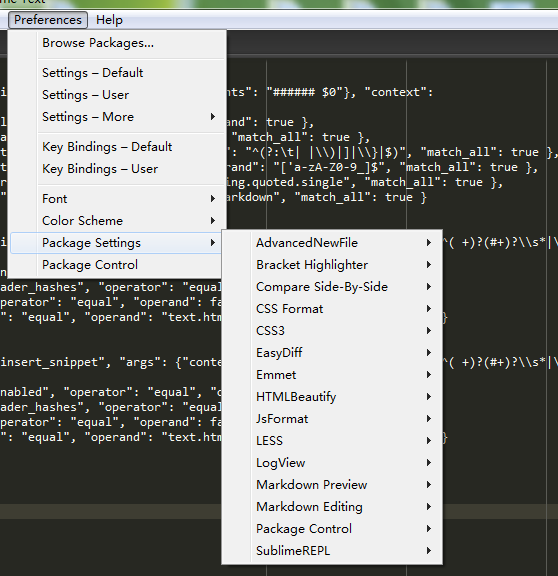 me Text
Preferences Help
Browse Packages...
Settings – Default
Settings – User
Settings – More
Key Bindings – Default
Key Bindings – User
Font
Color Scheme
Package Settings
Package Control
AdvancedNewFile
Bracket Highlighter
Compare Side-By-Side
CSS Format
CSS3
EasyDiff
Emmet
HTMLBeautify
JsFormat
LESS
LogView
Markdown Preview
Markdown Editing
Package Control
SublimeREPL
nts": "###### $0"}, "context":
and": true },
"match_all": true },
": "^(?:\t| |\\)|]|\\}|$)", "match_all": true },
rand": "['a-zA-Z0-9_]$", "match_all": true },
ing.quoted.single", "match_all": true },
arkdown", "match_all": true }
^( +)?(#+)?\\s*|\
ader_hashes", "operator": "equal
perator": "equal", "operand": fa
": "equal", "operand": "text.htm }
insert_snippet", "args": {"conte ^( +)?(#+)?\\s*|\
nabled", "operator": "equal", "o
ader_hashes", "operator": "equal
perator": "equal", "operand": fa
": "equal", "operand": "text.htm }